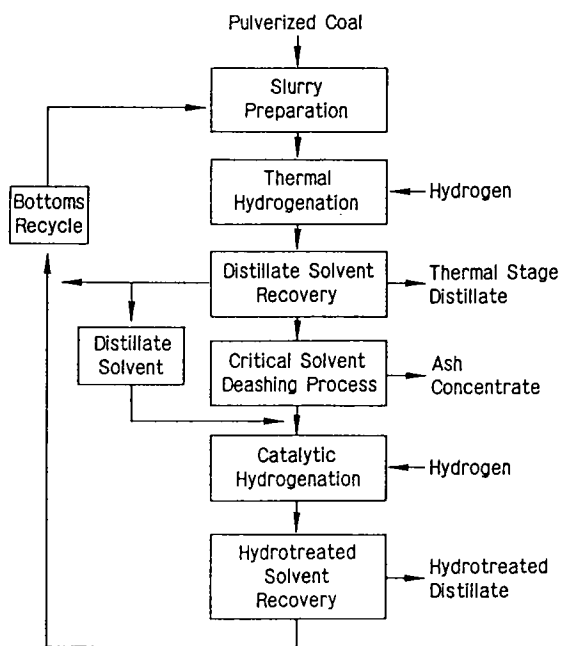 Pulverized Coal
Slurry
Preparation
Thermal
Hydrogenation
Hydrogen
Bottoms
Recycle
Distillate Solvent
Recovery
Thermal Stage
Distillate
Distillate
Solvent
Critical Solvent
Deashing Process
Ash
Concentrate
Catalytic
Hydrogenation
Hydrogen
Hydrotreated
Solvent
Recovery
Hydrotreated
Distillate